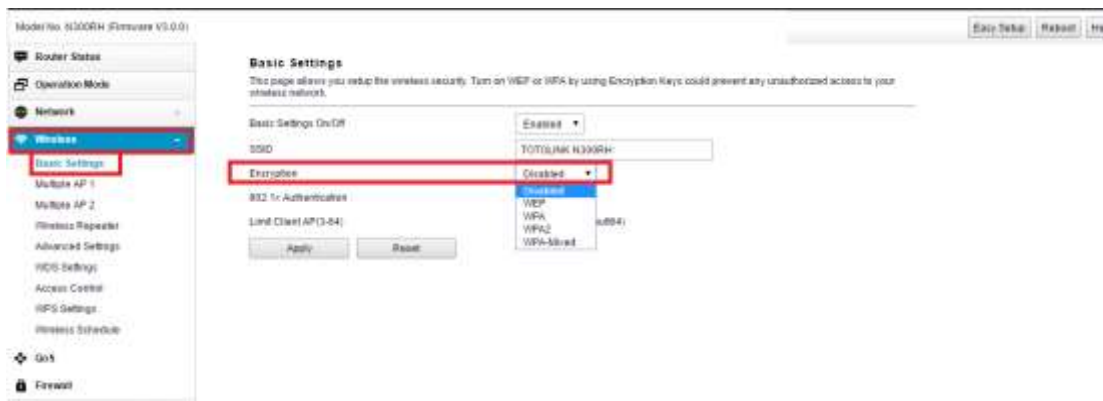 Model No. N300RH (Firmware V3.0.0)
Easy Setup
Reboot
Router Status
Operation Mode
Network
Wireless
Basic Settings
Multiple AP 1
Multiple AP 2
Wireless Repeater
Advanced Settings
WDS Settings
Access Control
WPS Settings
Wireless Schedule
QoS
Firewall
Basic Settings
This page allows you setup the wireless security. Turn on WEP or WPA by using Encryption Keys could prevent any unauthorized access to your
wireless network.
Basic Settings On/Off
Enabled
SSID
TOTOLINK N300RH
Encryption
Disabled
Disabled
WEP
WPA
WPA2
WPA-Mixed
802.1x Authentication
Limit Client AP(3-64)
Apply
Reset